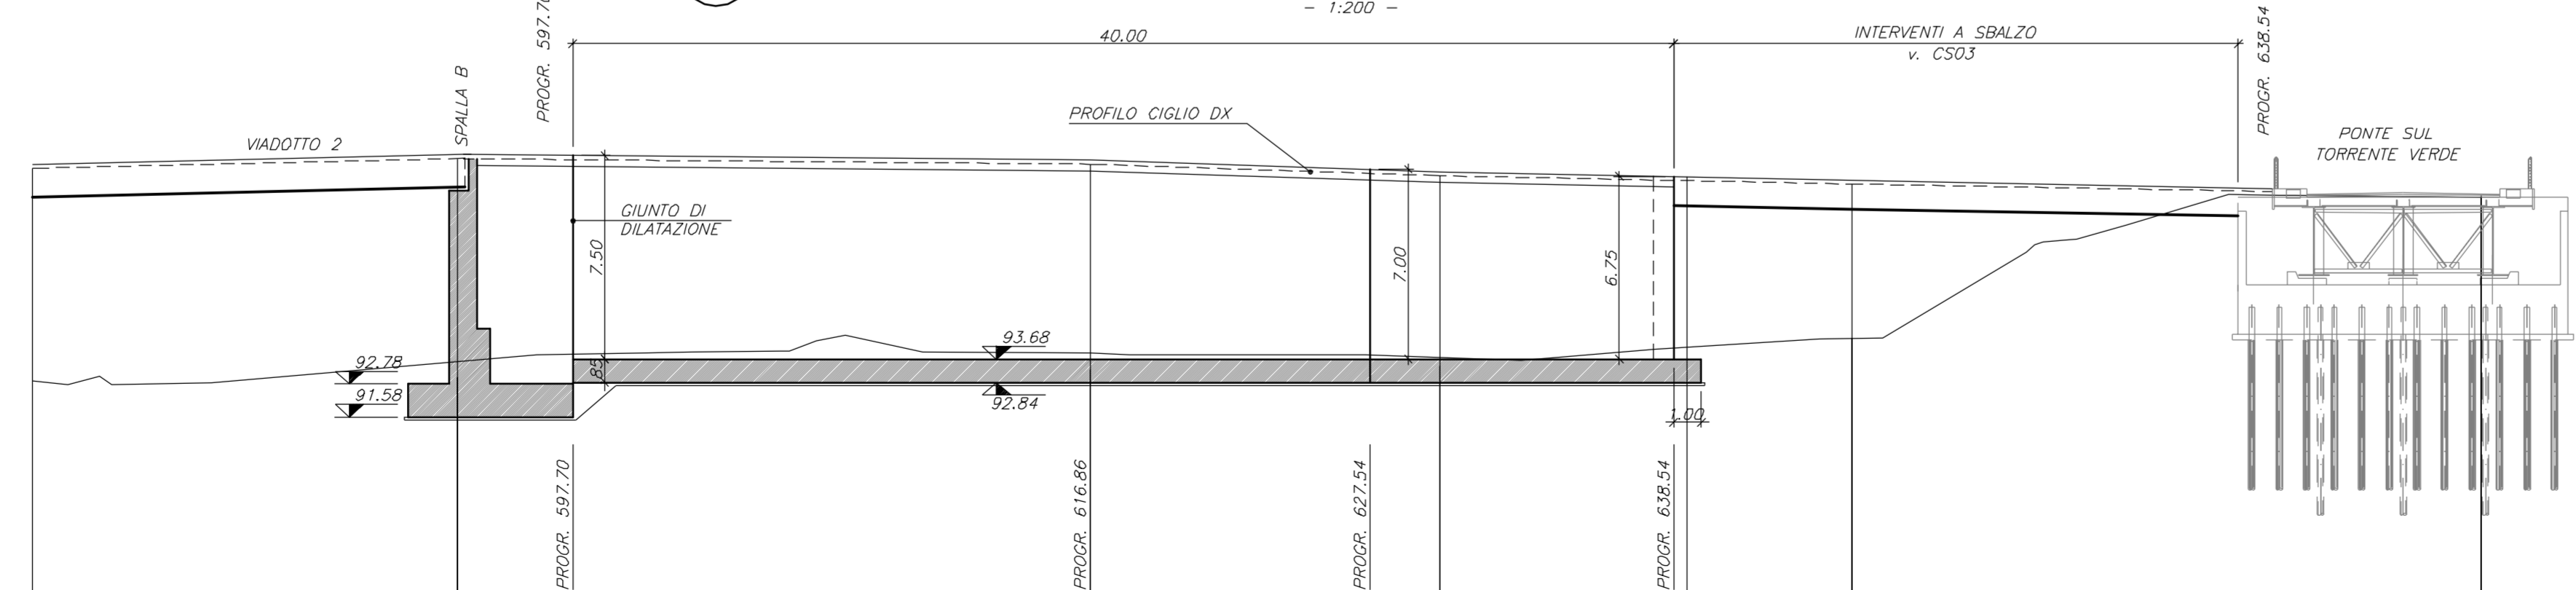 - 1:200 -
PROGR. 597.70
40.00
INTERVENTI A SBALZO
v. CS03
PROGR. 638.54
SPALLA B
PROFILO CIGLIO DX
VIADOTTO 2
PONTE SUL
TORRENTE VERDE
GIUNTO DI
DILATAZIONE
7.50
7.00
6.75
93.68
92.78
.85
91.58
92.84
1.00
PROGR. 597.70
PROGR. 616.86
PROGR. 627.54
PROGR. 638.54